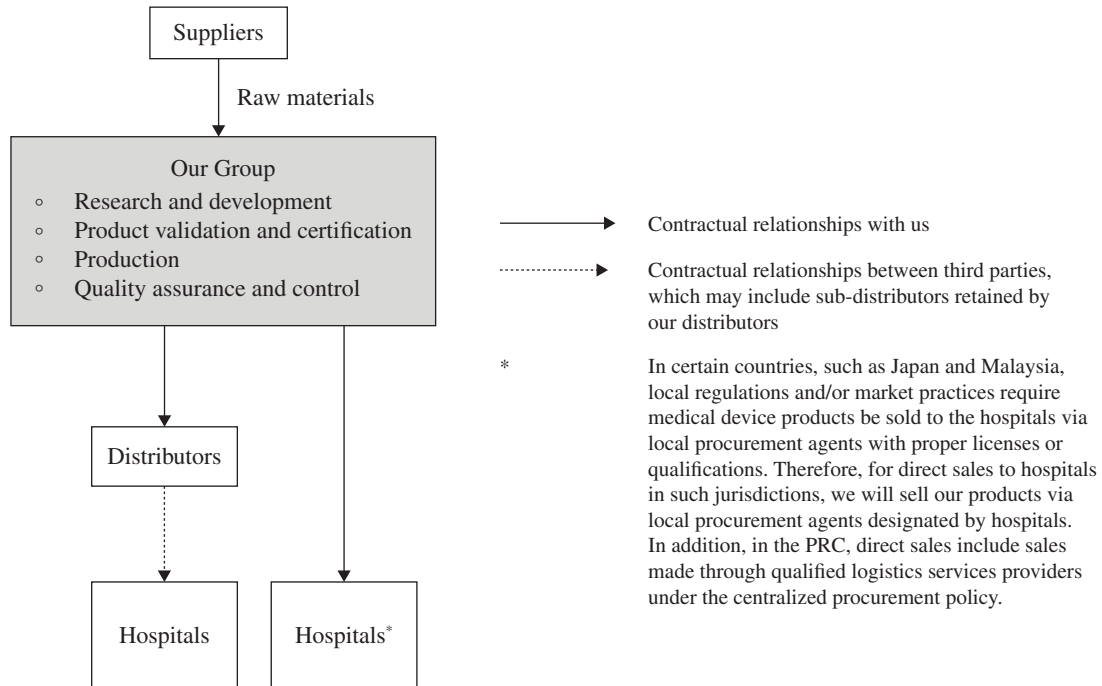 Suppliers
Raw materials
Our Group
◦ Research and development
◦ Product validation and certification
◦ Production
◦ Quality assurance and control
Distributors
Hospitals
Hospitals*
Contractual relationships with us
Contractual relationships between third parties,
which may include sub-distributors retained by
our distributors
* In certain countries, such as Japan and Malaysia,
local regulations and/or market practices require
medical device products be sold to the hospitals via
local procurement agents with proper licenses or
qualifications. Therefore, for direct sales to hospitals
in such jurisdictions, we will sell our products via
local procurement agents designated by hospitals.
In addition, in the PRC, direct sales include sales
made through qualified logistics services providers
under the centralized procurement policy.